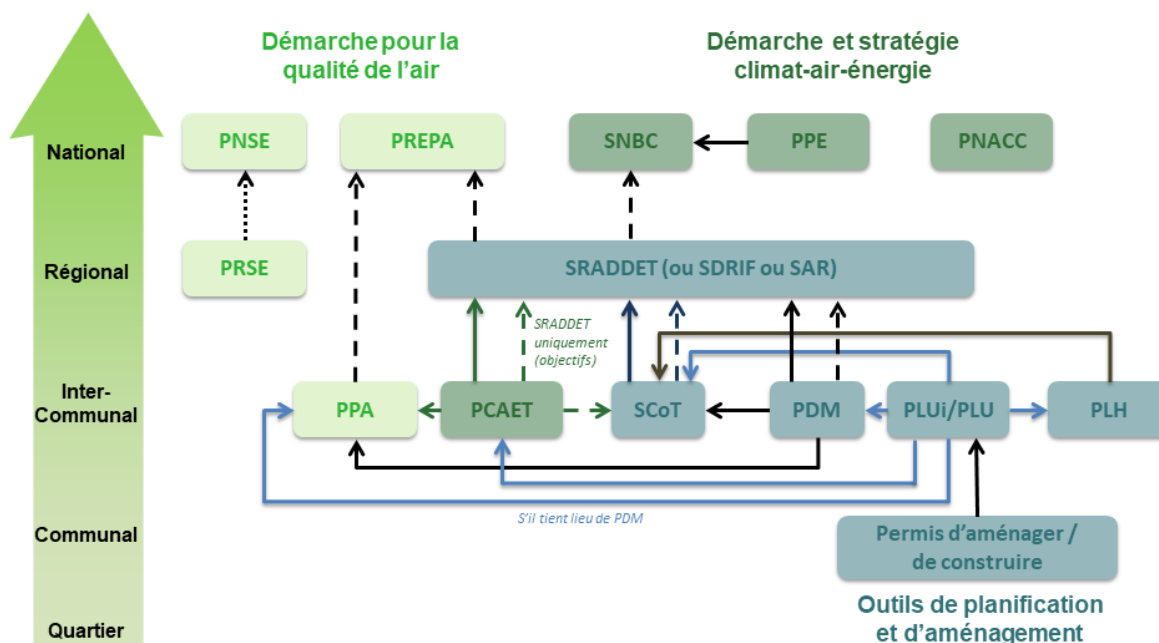 Démarche pour la
qualité de l'air
Démarche et stratégie
climat-air-énergie
National
PNSE
PREPA
SNBC
PPE
PNACC
Régional
PRSE
SRADDET (ou SDRIF ou SAR)
SRADDET
uniquement
(objectifs)
Inter-
Communal
PPA
PCAET
SCoT
PDM
PLUi/PLU
PLH
S'il tient lieu de PDM
Communal
Permis d'aménager /
de construire
Outils de planification
et d'aménagement
Quartier